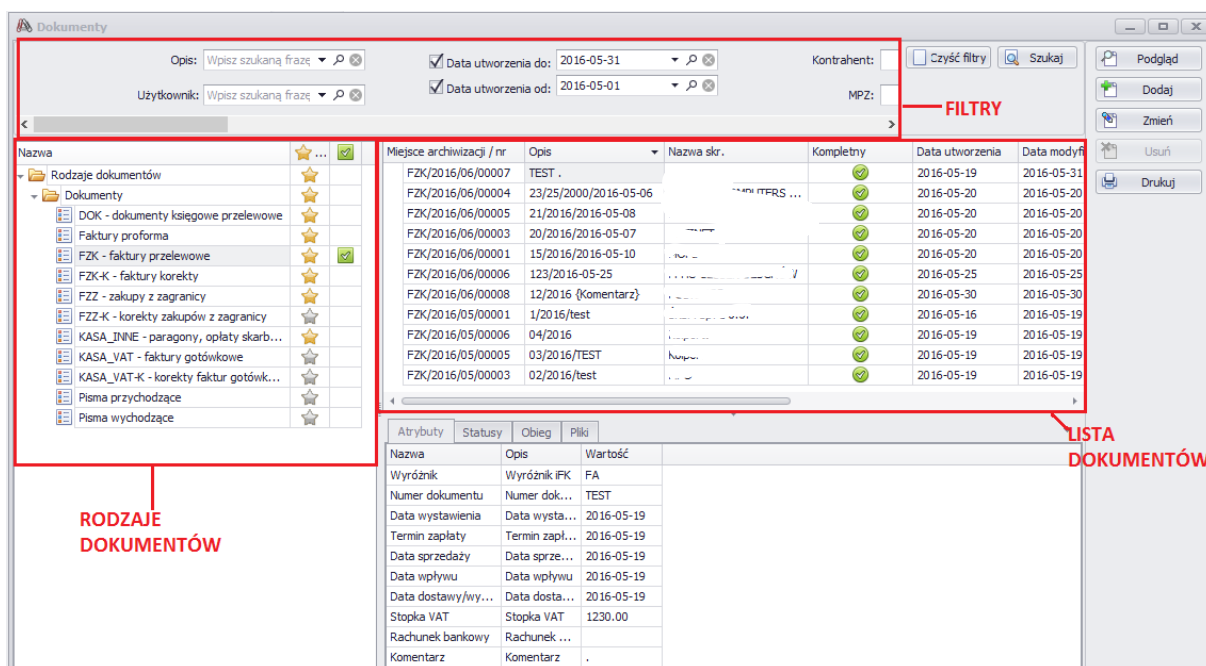 Dokumenty
Opis: Wpisz szukaną frazę Data utworzenia do: 2016-05-31 Kontrahent: Czyść filtry Szukaj
Użytkownik: Wpisz szukaną frazę Data utworzenia od: 2016-05-01 MPZ:
Podgląd
Dodaj
Zmień
Usuń
Drukuj
FILTRY
Nazwa ...
Rodzaje dokumentów
Dokumenty
DOK - dokumenty księgowe przelewowe
Faktury proforma
FZK - faktury przelewowe
FZK-K - faktury korekty
FZZ - zakupy z zagranicy
FZZ-K - korekty zakupów z zagranicy
KASA_INNE - paragony, opłaty skarb...
KASA_VAT - faktury gotówkowe
KASA_VAT-K - korekty faktur gotówk...
Pisma przychodzące
Pisma wychodzące
RODZAJE
DOKUMENTÓW
Miejsce archiwizacji / nr Opis Nazwa skr. Kompletny Data utworzenia Data modyfi
FZK/2016/06/00007 TEST . 2016-05-19 2016-05-31
FZK/2016/06/00004 23/25/2000/2016-05-06 ... 2016-05-20 2016-05-20
FZK/2016/06/00005 21/2016/2016-05-08 2016-05-20 2016-05-20
FZK/2016/06/00003 20/2016/2016-05-07 2016-05-20 2016-05-20
FZK/2016/06/00001 15/2016/2016-05-10 2016-05-20 2016-05-20
FZK/2016/06/00006 123/2016-05-25 2016-05-25 2016-05-25
FZK/2016/06/00008 12/2016 {Komentarz} 2016-05-30 2016-05-30
FZK/2016/05/00001 1/2016/test 2016-05-16 2016-05-19
FZK/2016/05/00006 04/2016 2016-05-19 2016-05-19
FZK/2016/05/00005 03/2016/TEST 2016-05-19 2016-05-19
FZK/2016/05/00003 02/2016/test 2016-05-19 2016-05-19
LISTA
DOKUMENTÓW
Atrybuty Statusy Obieg Pliki
Nazwa Opis Wartość
Wyróżnik Wyróżnik iFK FA
Numer dokumentu Numer dok... TEST
Data wystawienia Data wysta... 2016-05-19
Termin zapłaty Termin zapł... 2016-05-19
Data sprzedaży Data sprze... 2016-05-19
Data wpływu Data wpływu 2016-05-19
Data dostawy/wy... Data dosta... 2016-05-19
Stopka VAT Stopka VAT 1230.00
Rachunek bankowy Rachunek ...
Komentarz Komentarz .